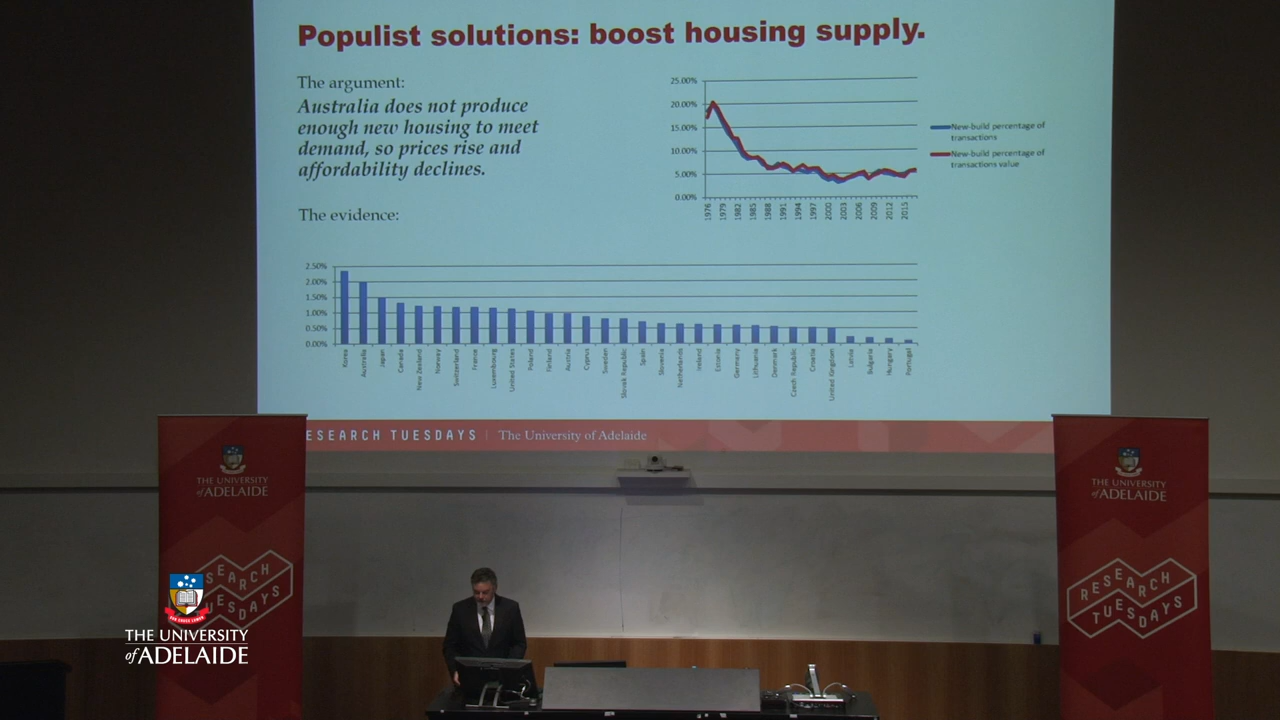 Populist solutions: boost housing supply.
The argument:
Australia does not produce
enough new housing to meet
demand, so prices rise and
affordability declines.
The evidence:
25.00%
20.00%
15.00%
10.00%
5.00%
0.00%
1976
1979
1982
1985
1988
1991
1994
1997
2000
2003
2006
2009
2012
2015
New-build percentage of
transactions
New-build percentage of
transactions value
2.50%
2.00%
1.50%
1.00%
0.50%
0.00%
Korea
Australia
Japan
Canada
New Zealand
Norway
Switzerland
France
Luxembourg
United States
Poland
Finland
Austria
Cyprus
Sweden
Slovak Republic
Spain
Slovenia
Netherlands
Ireland
Estonia
Germany
Lithuania
Denmark
Czech Republic
Croatia
United Kingdom
Latvia
Bulgaria
Hungary
Portugal
ESEARCH TUESDAYS | The University of Adelaide
THE UNIVERSITY
of ADELAIDE
SEARCH
UESDAYS
THE UNIVERSITY
of ADELAIDE
RESEARCH
TUESDAYS
THE UNIVERSITY
of ADELAIDE